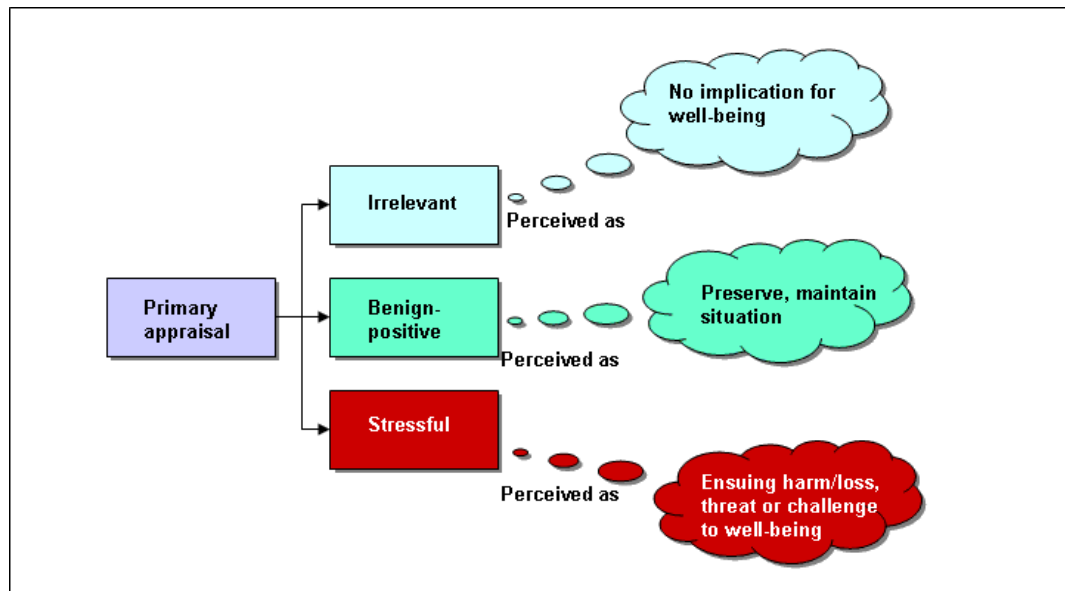 No implication for
well-being
Irrelevant
Perceived as
Primary
appraisal
Benign-
positive
Preserve, maintain
situation
Perceived as
Stressful
Perceived as
Ensuing harm/loss,
threat or challenge
to well-being